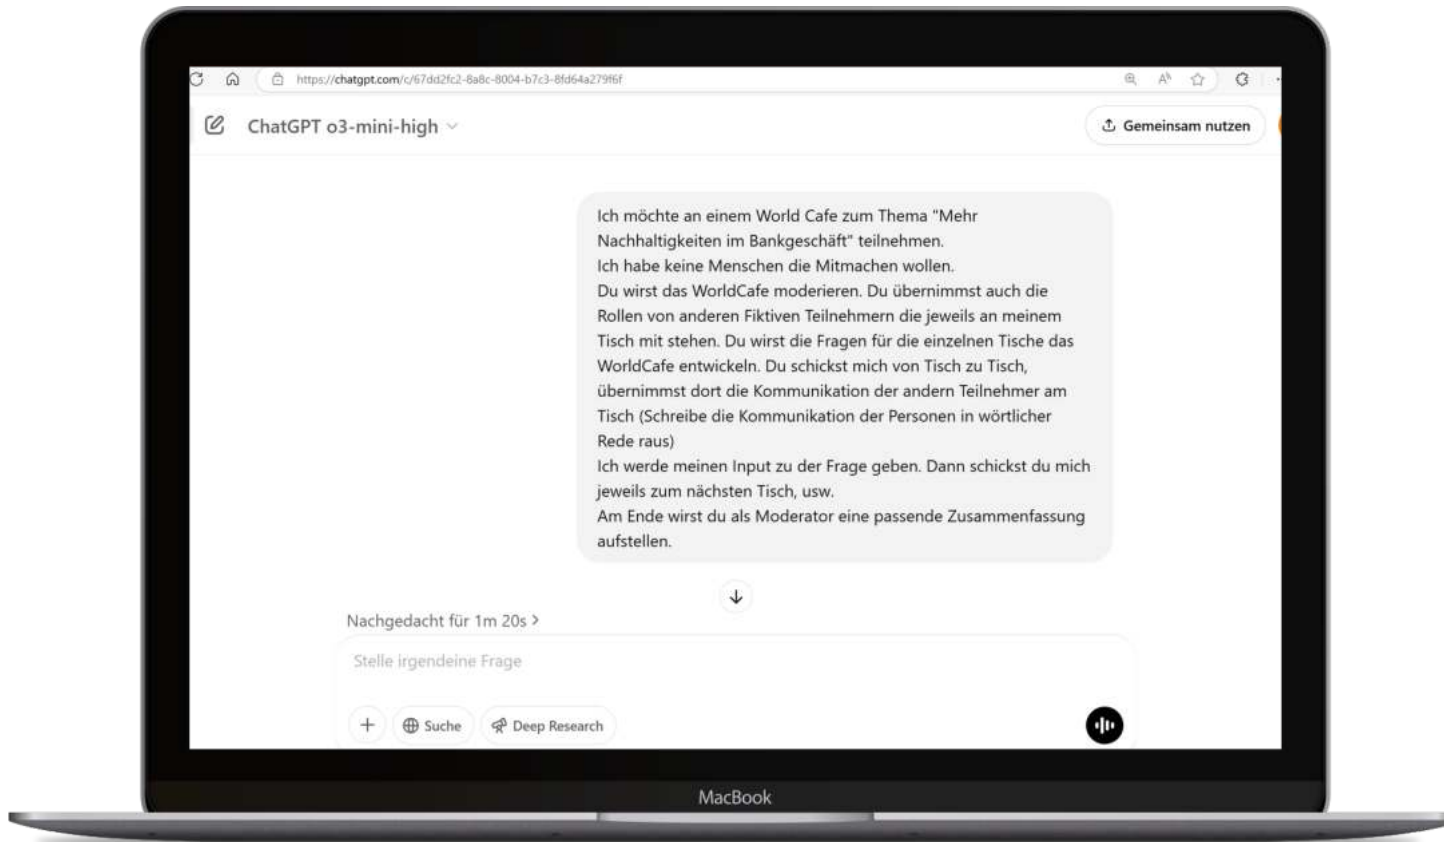 https://chatgpt.com/c/67dd2fc2-8a8c-8004-b7c3-8fd64a279f6f
ChatGPT o3-mini-high
Gemeinsam nutzen
Ich möchte an einem World Cafe zum Thema "Mehr
Nachhaltigkeiten im Bankgeschäft" teilnehmen.
Ich habe keine Menschen die Mitmachen wollen.
Du wirst das WorldCafe moderieren. Du übernimmst auch die
Rollen von anderen Fiktiven Teilnehmern die jeweils an meinem
Tisch mit stehen. Du wirst die Fragen für die einzelnen Tische das
WorldCafe entwickeln. Du schickst mich von Tisch zu Tisch,
übernimmst dort die Kommunikation der andern Teilnehmer am
Tisch (Schreibe die Kommunikation der Personen in wörtlicher
Rede raus)
Ich werde meinen Input zu der Frage geben. Dann schickst du mich
jeweils zum nächsten Tisch, usw.
Am Ende wirst du als Moderator eine passende Zusammenfassung
aufstellen.
Nachgedacht für 1m 20s >
Stelle irgendeine Frage
Suche
Deep Research
MacBook